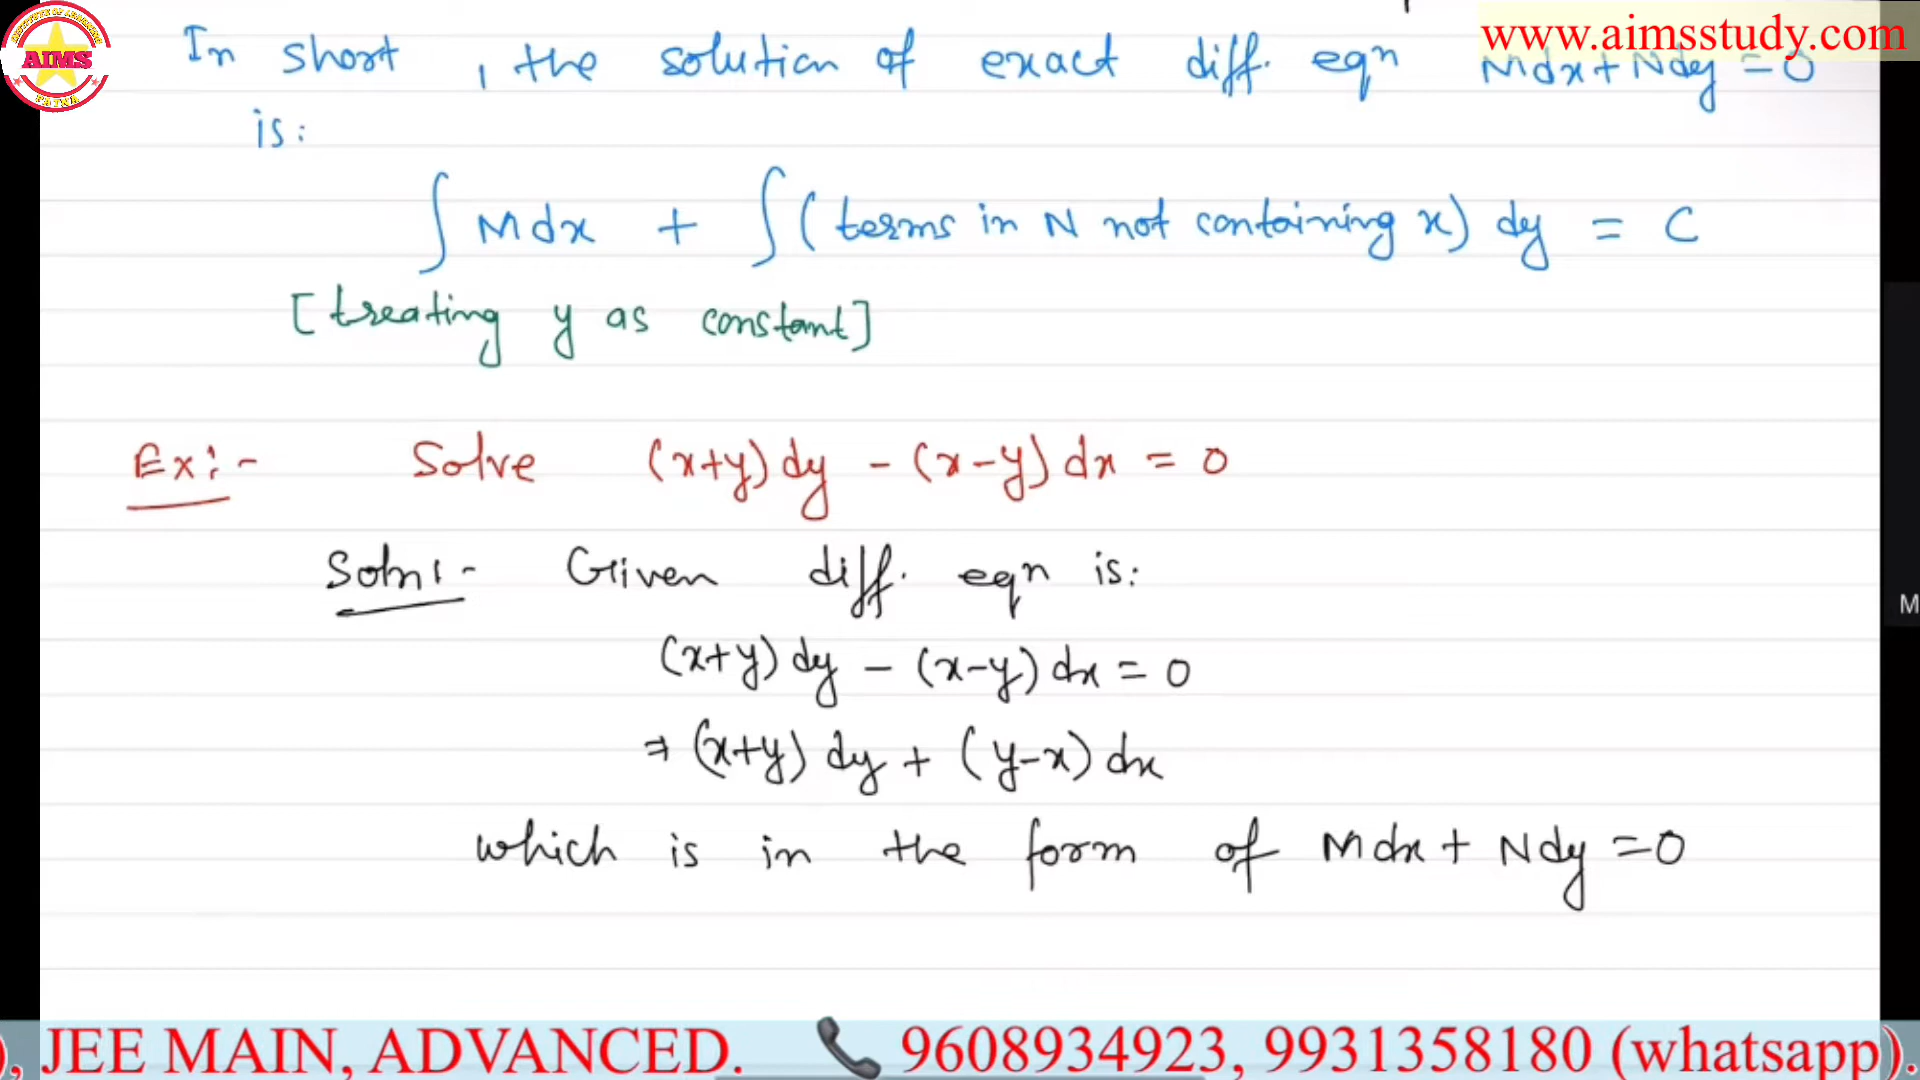 AIMS
PATNA
www.aimsstudy.com
In short, the solution of exact diff. eqn Mdx+Ndy=0
is:
∫Mdx + ∫(terms in N not containing x) dy = C
[treating y as constant]
Ex:- Solve (x+y)dy - (x-y)dx = 0
Soln:- Given diff. eqn is:
(x+y)dy - (x-y)dx = 0
⇒ (x+y)dy + (y-x)dx
which is in the form of Mdx + Ndy = 0
M
), JEE MAIN, ADVANCED. 9608934923, 9931358180 (whatsapp).